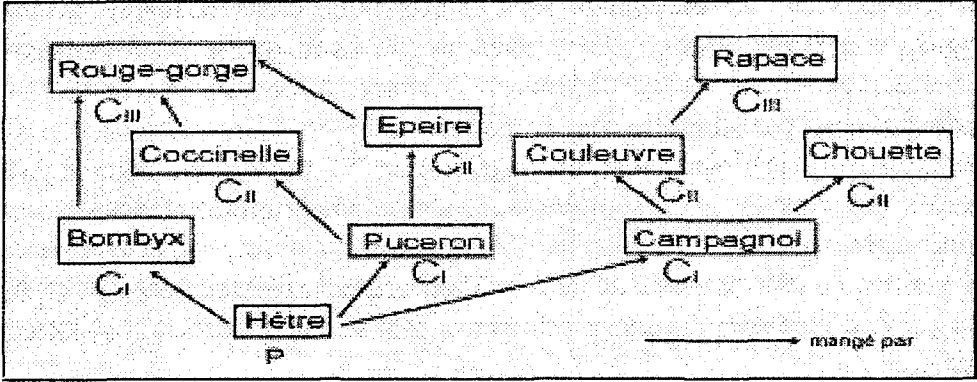 Rouge-gorge
CIII
Rapace
CIII
Epeire
CII
Coccinelle
CII
Couleuvre
CII
Chouette
CII
Bombyx
CI
Puceron
CI
Campagnol
CI
Hêtre
P
mangé par